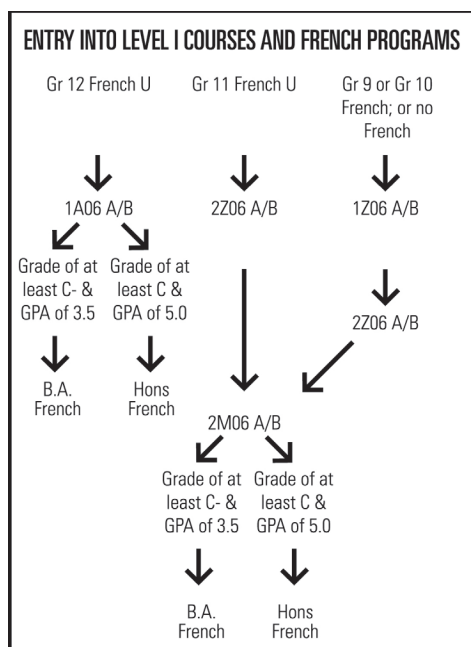 ENTRY INTO LEVEL I COURSES AND FRENCH PROGRAMS
Gr 12 French U
Gr 11 French U
Gr 9 or Gr 10
French; or no
French
1A06 A/B
2Z06 A/B
1Z06 A/B
Grade of at
least C- &
GPA of 3.5
Grade of at
least C &
GPA of 5.0
2Z06 A/B
B.A.
French
Hons
French
2M06 A/B
Grade of at
least C- &
GPA of 3.5
Grade of at
least C &
GPA of 5.0
B.A.
French
Hons
French